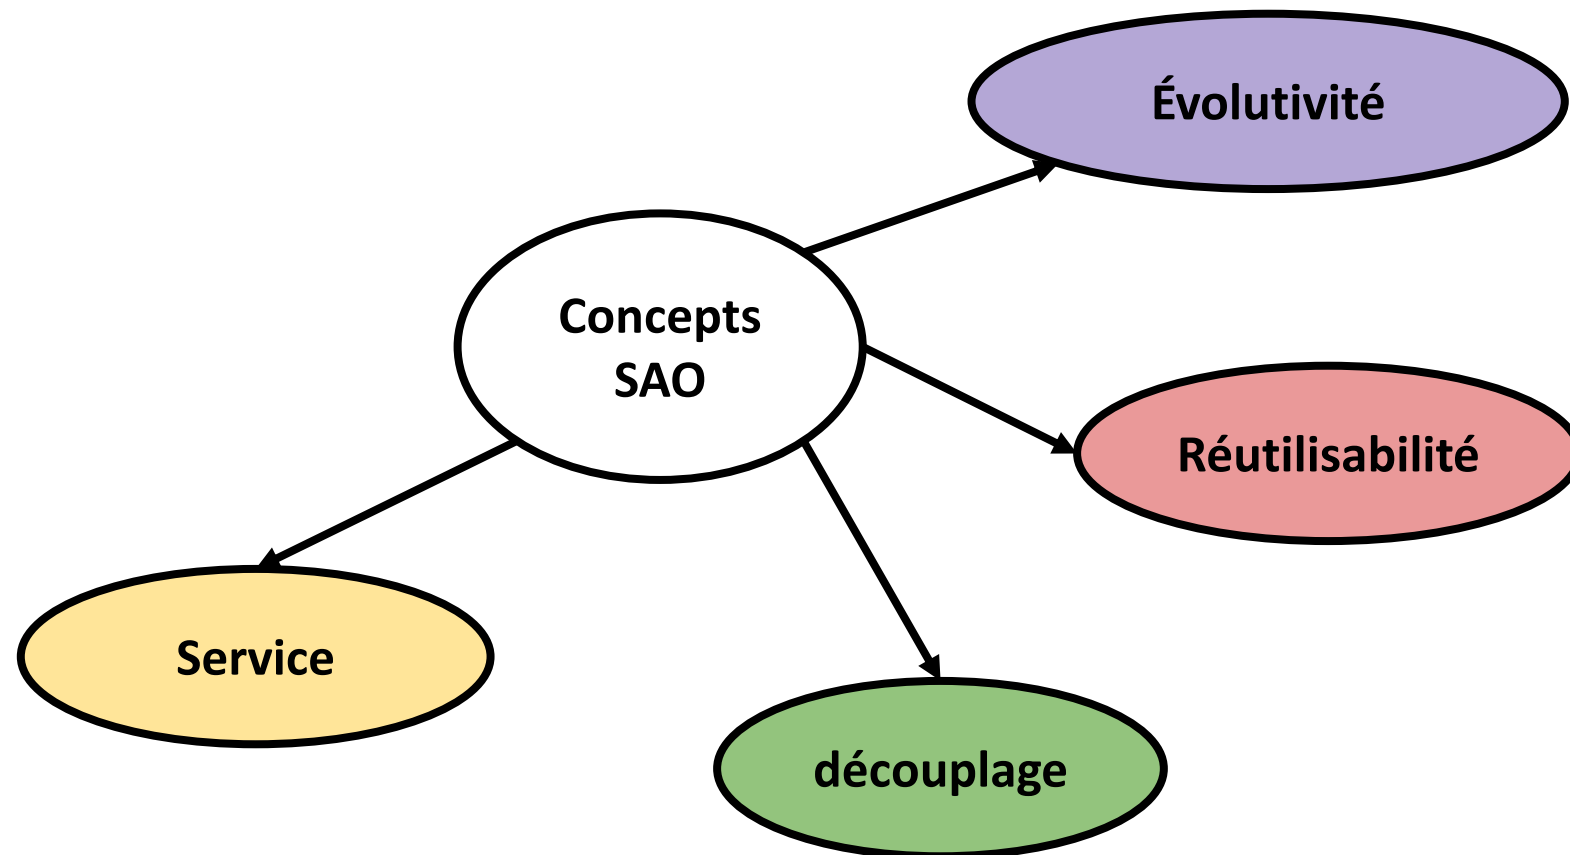 Évolutivité
Concepts
SAO
Réutilisabilité
Service
découplage